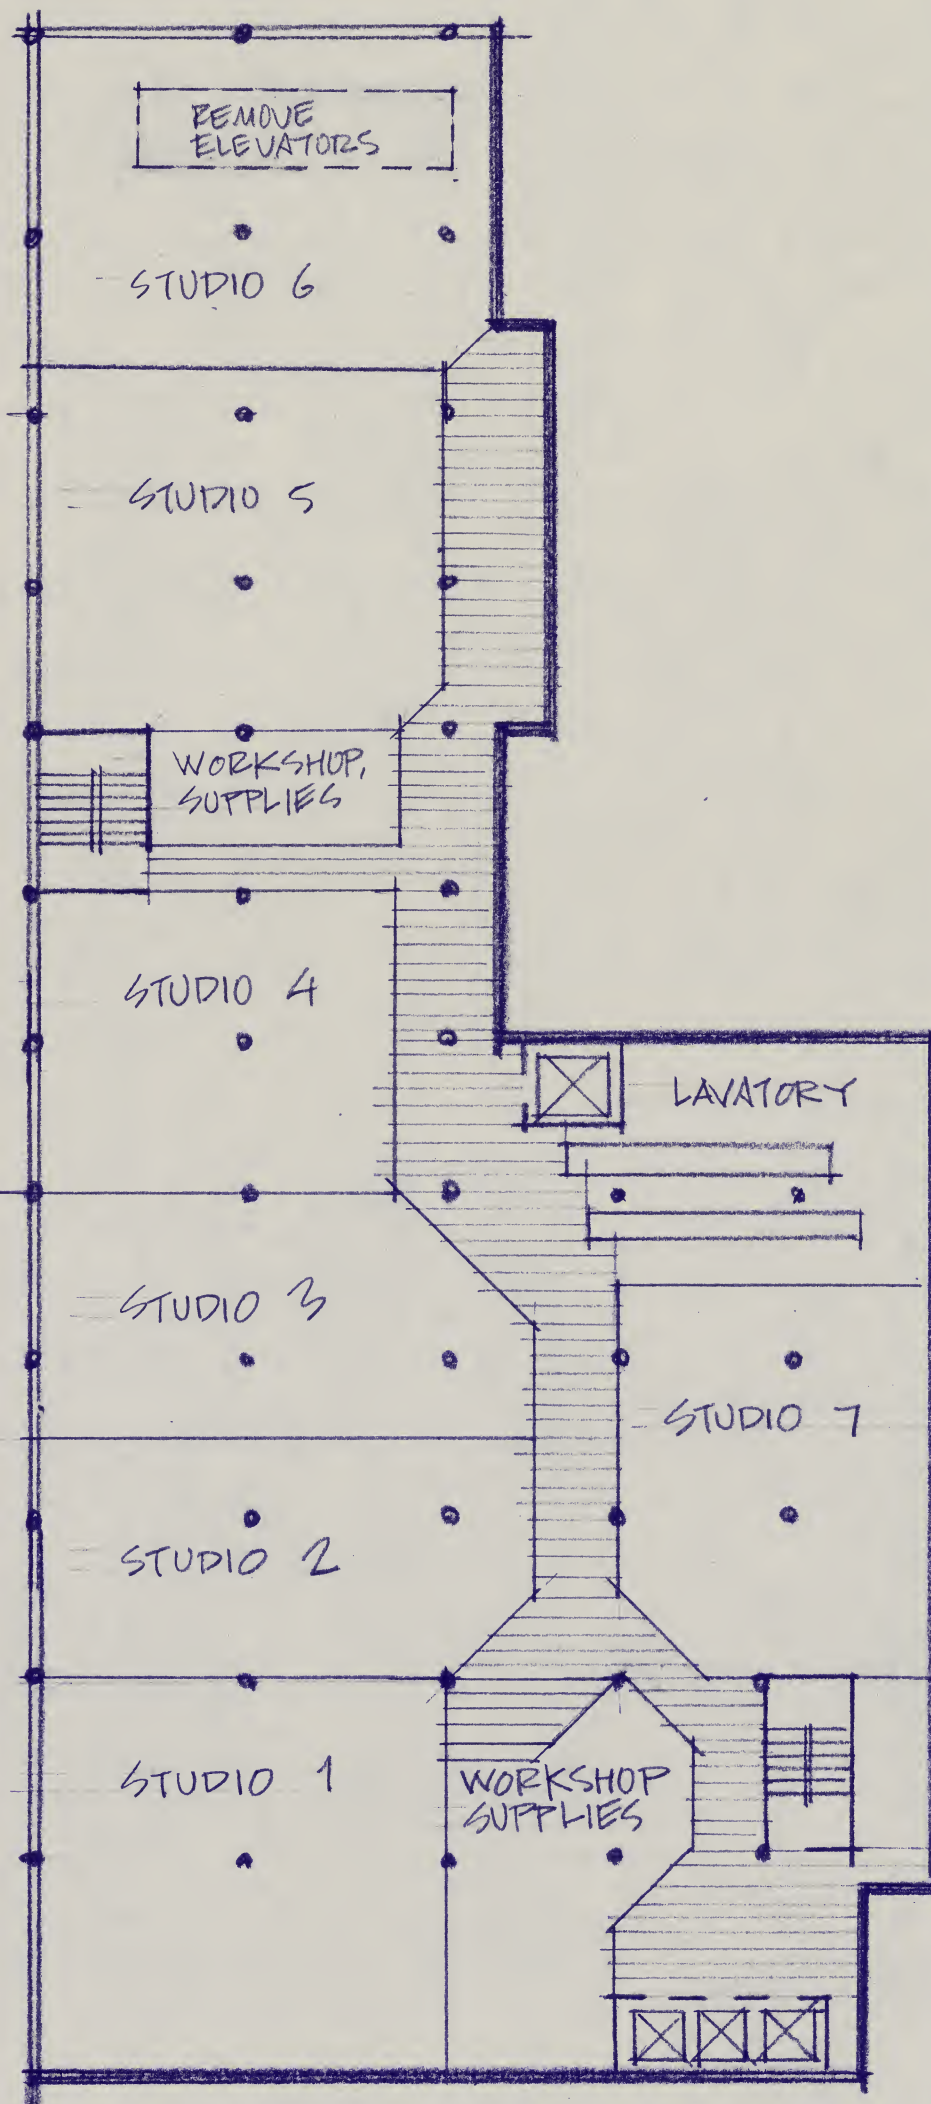 REMOVE
ELEVATORS
STUDIO 6
STUDIO 5
WORKSHOP,
SUPPLIES
STUDIO 4
LAVATORY
STUDIO 3
STUDIO 7
STUDIO 2
STUDIO 1
WORKSHOP
SUPPLIES